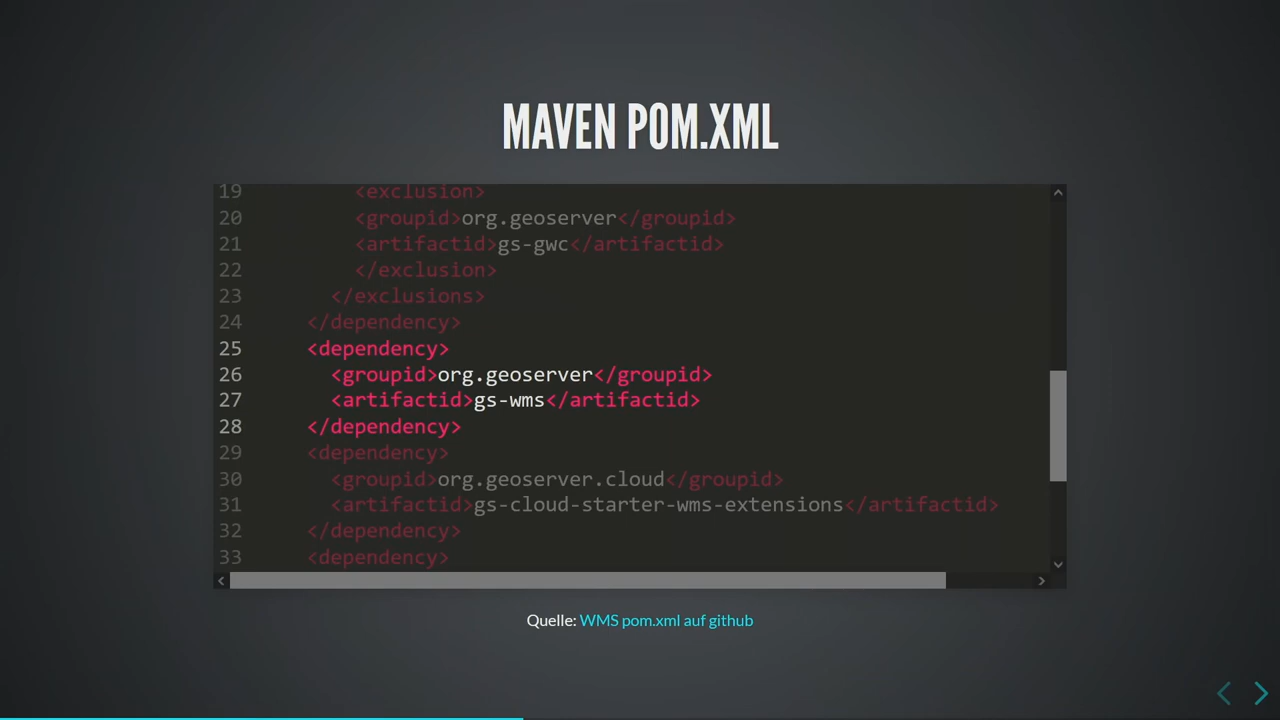 MAVEN POM.XML
19 <exclusion>
20 <groupid>org.geoserver</groupid>
21 <artifactid>gs-gwc</artifactid>
22 </exclusion>
23 </exclusions>
24 </dependency>
25 <dependency>
26 <groupid>org.geoserver</groupid>
27 <artifactid>gs-wms</artifactid>
28 </dependency>
29 <dependency>
30 <groupid>org.geoserver.cloud</groupid>
31 <artifactid>gs-cloud-starter-wms-extensions</artifactid>
32 </dependency>
33 <dependency>
Quelle: WMS pom.xml auf github